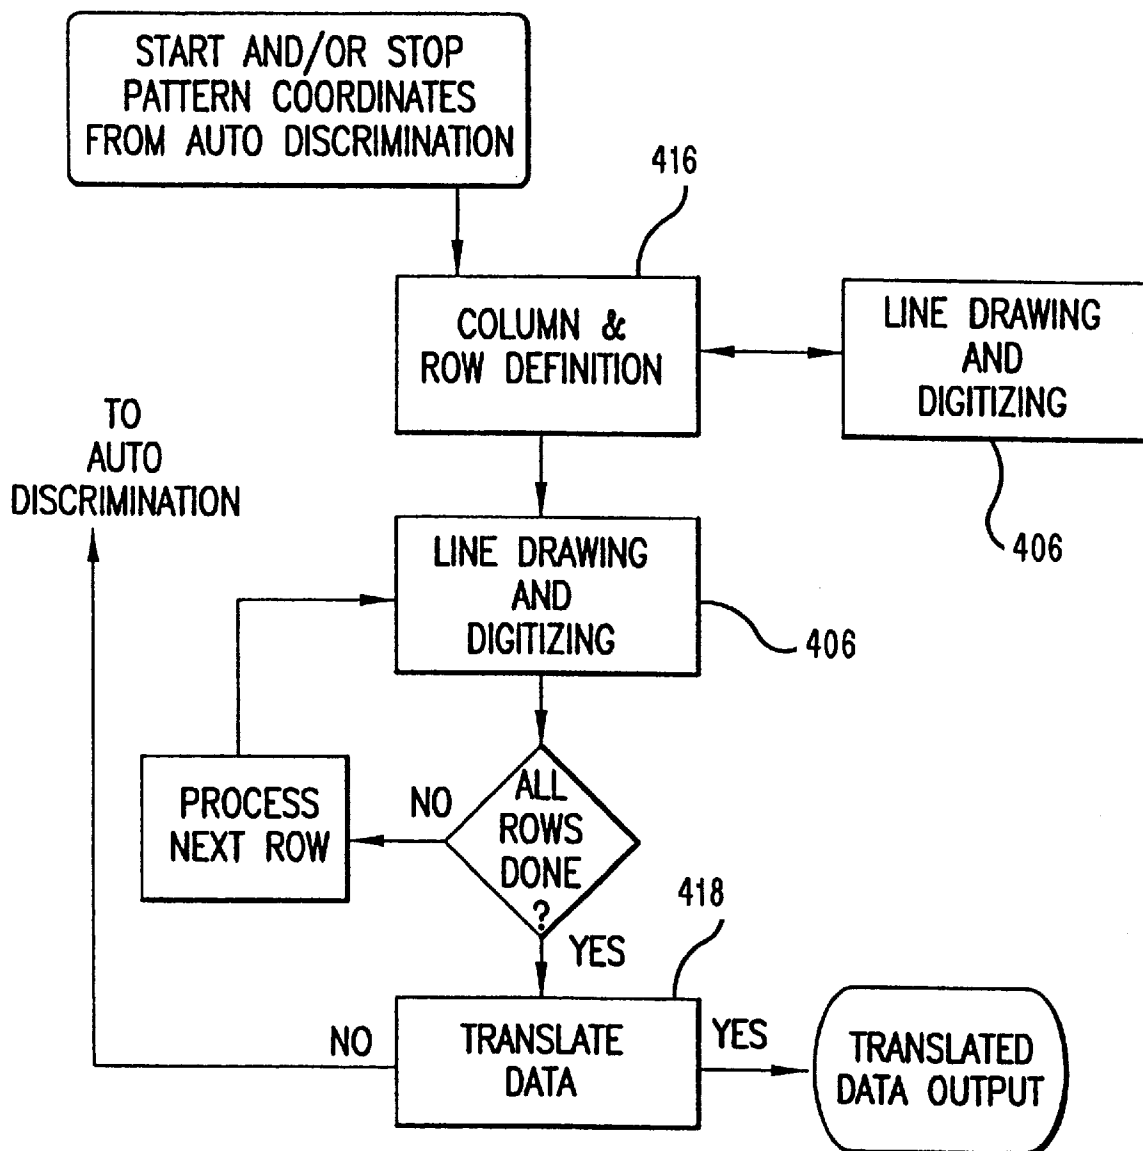 START AND/OR STOP
PATTERN COORDINATES
FROM AUTO DISCRIMINATION
416
COLUMN &
ROW DEFINITION
LINE DRAWING
AND
DIGITIZING
406
TO
AUTO
DISCRIMINATION
LINE DRAWING
AND
DIGITIZING
406
PROCESS
NEXT ROW
NO
ALL
ROWS
DONE
?
YES
418
NO
TRANSLATE
DATA
YES
TRANSLATED
DATA OUTPUT